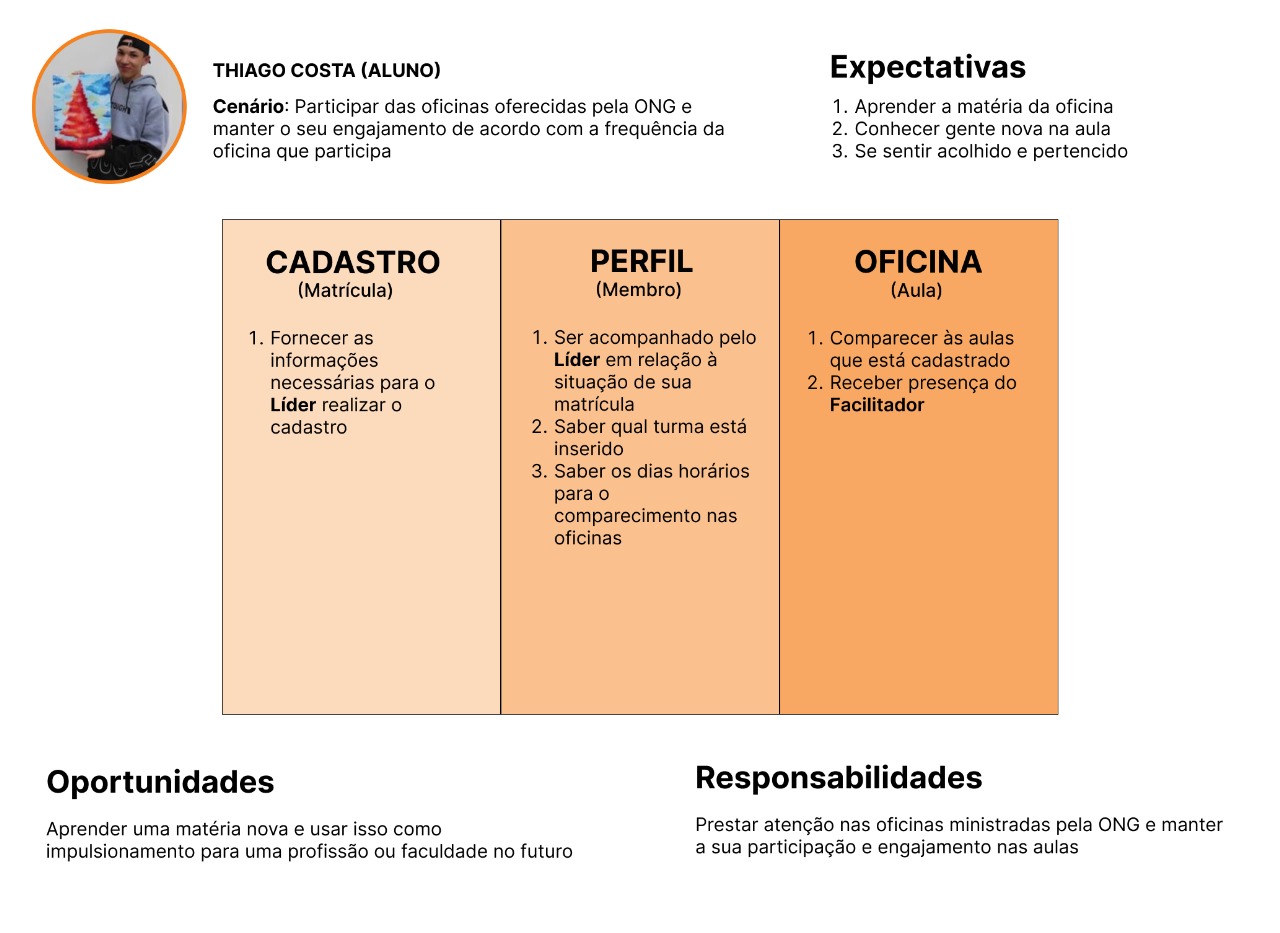 THIAGO COSTA (ALUNO)
Cenário: Participar das oficinas oferecidas pela ONG e
manter o seu engajamento de acordo com a frequência da
oficina que participa
Expectativas
1. Aprender a matéria da oficina
2. Conhecer gente nova na aula
3. Se sentir acolhido e pertencido
CADASTRO
(Matrícula)
1. Fornecer as
informações
necessárias para o
Líder realizar o
cadastro
PERFIL
(Membro)
1. Ser acompanhado pelo
Líder em relação à
situação de sua
matrícula
2. Saber qual turma está
inserido
3. Saber os dias horários
para o
comparecimento nas
oficinas
OFICINA
(Aula)
1. Comparecer às aulas
que está cadastrado
2. Receber presença do
Facilitador
Oportunidades
Aprender uma matéria nova e usar isso como
impulsionamento para uma profissão ou faculdade no futuro
Responsabilidades
Prestar atenção nas oficinas ministradas pela ONG e manter
a sua participação e engajamento nas aulas